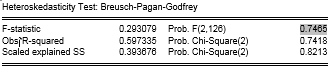 Heteroskedasticity Test: Breusch-Pagan-Godfrey
F-statistic 0.293079 Prob. F(2,126) 0.7465
Obs*R-squared 0.597335 Prob. Chi-Square(2) 0.7418
Scaled explained SS 0.393676 Prob. Chi-Square(2) 0.8213